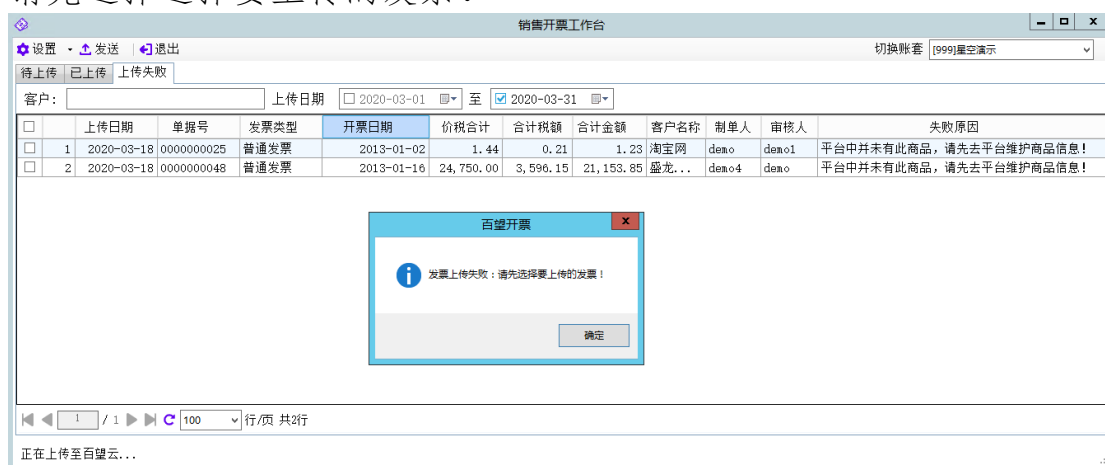 销售开票工作台
设置 发送 退出 切换账套 [999]星空演示
待上传 已上传 上传失败
客户: 上传日期 2020-03-01 至 2020-03-31
上传日期 单据号 发票类型 开票日期 价税合计 合计税额 合计金额 客户名称 制单人 审核人 失败原因
1 2020-03-18 0000000025 普通发票 2013-01-02 1.44 0.21 1.23 淘宝网 demo demo1 平台中并未有此商品，请先去平台维护商品信息！
2 2020-03-18 0000000048 普通发票 2013-01-16 24,750.00 3,596.15 21,153.85 盛龙... demo4 demo 平台中并未有此商品，请先去平台维护商品信息！
百望开票
发票上传失败：请先选择要上传的发票！
确定
1 / 1 100 行/页 共2行
正在上传至百望云...